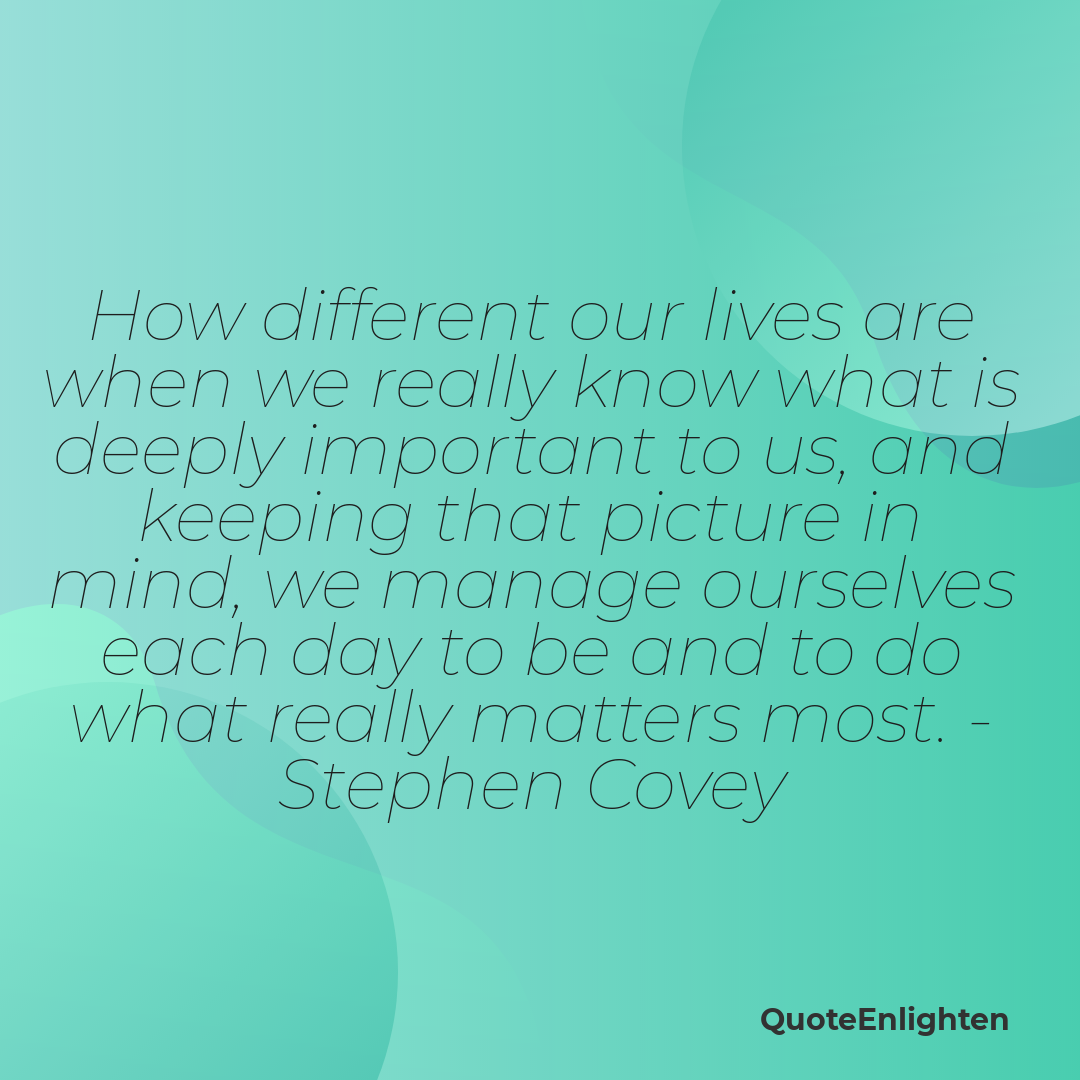 How different our lives are
when we really know what is
deeply important to us, and
keeping that picture in
mind, we manage ourselves
each day to be and to do
what really matters most. -
Stephen Covey
QuoteEnlighten